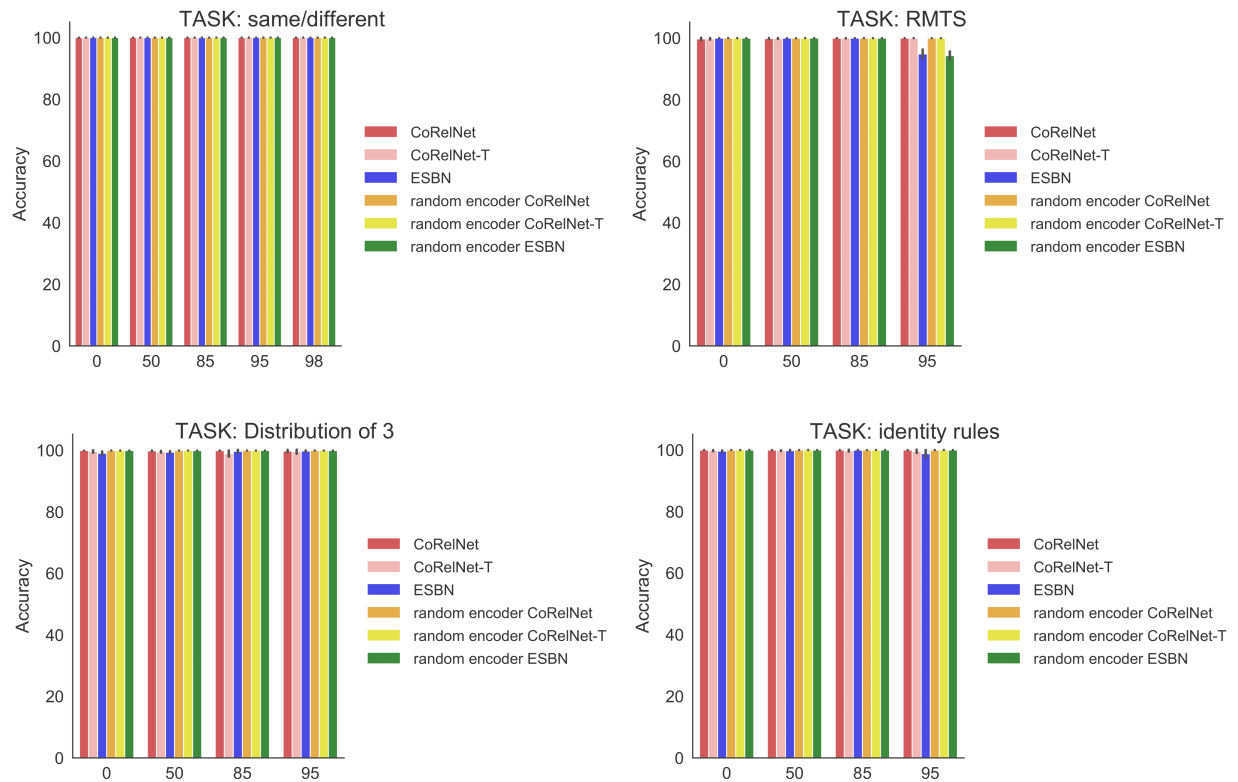 TASK: same/different
100
80
60
40
20
0
Accuracy
0 50 85 95 98
CoRelNet
CoRelNet-T
ESBN
random encoder CoRelNet
random encoder CoRelNet-T
random encoder ESBN
TASK: RMTS
100
80
60
40
20
0
Accuracy
0 50 85 95
CoRelNet
CoRelNet-T
ESBN
random encoder CoRelNet
random encoder CoRelNet-T
random encoder ESBN
TASK: Distribution of 3
100
80
60
40
20
0
Accuracy
0 50 85 95
CoRelNet
CoRelNet-T
ESBN
random encoder CoRelNet
random encoder CoRelNet-T
random encoder ESBN
TASK: identity rules
100
80
60
40
20
0
Accuracy
0 50 85 95
CoRelNet
CoRelNet-T
ESBN
random encoder CoRelNet
random encoder CoRelNet-T
random encoder ESBN